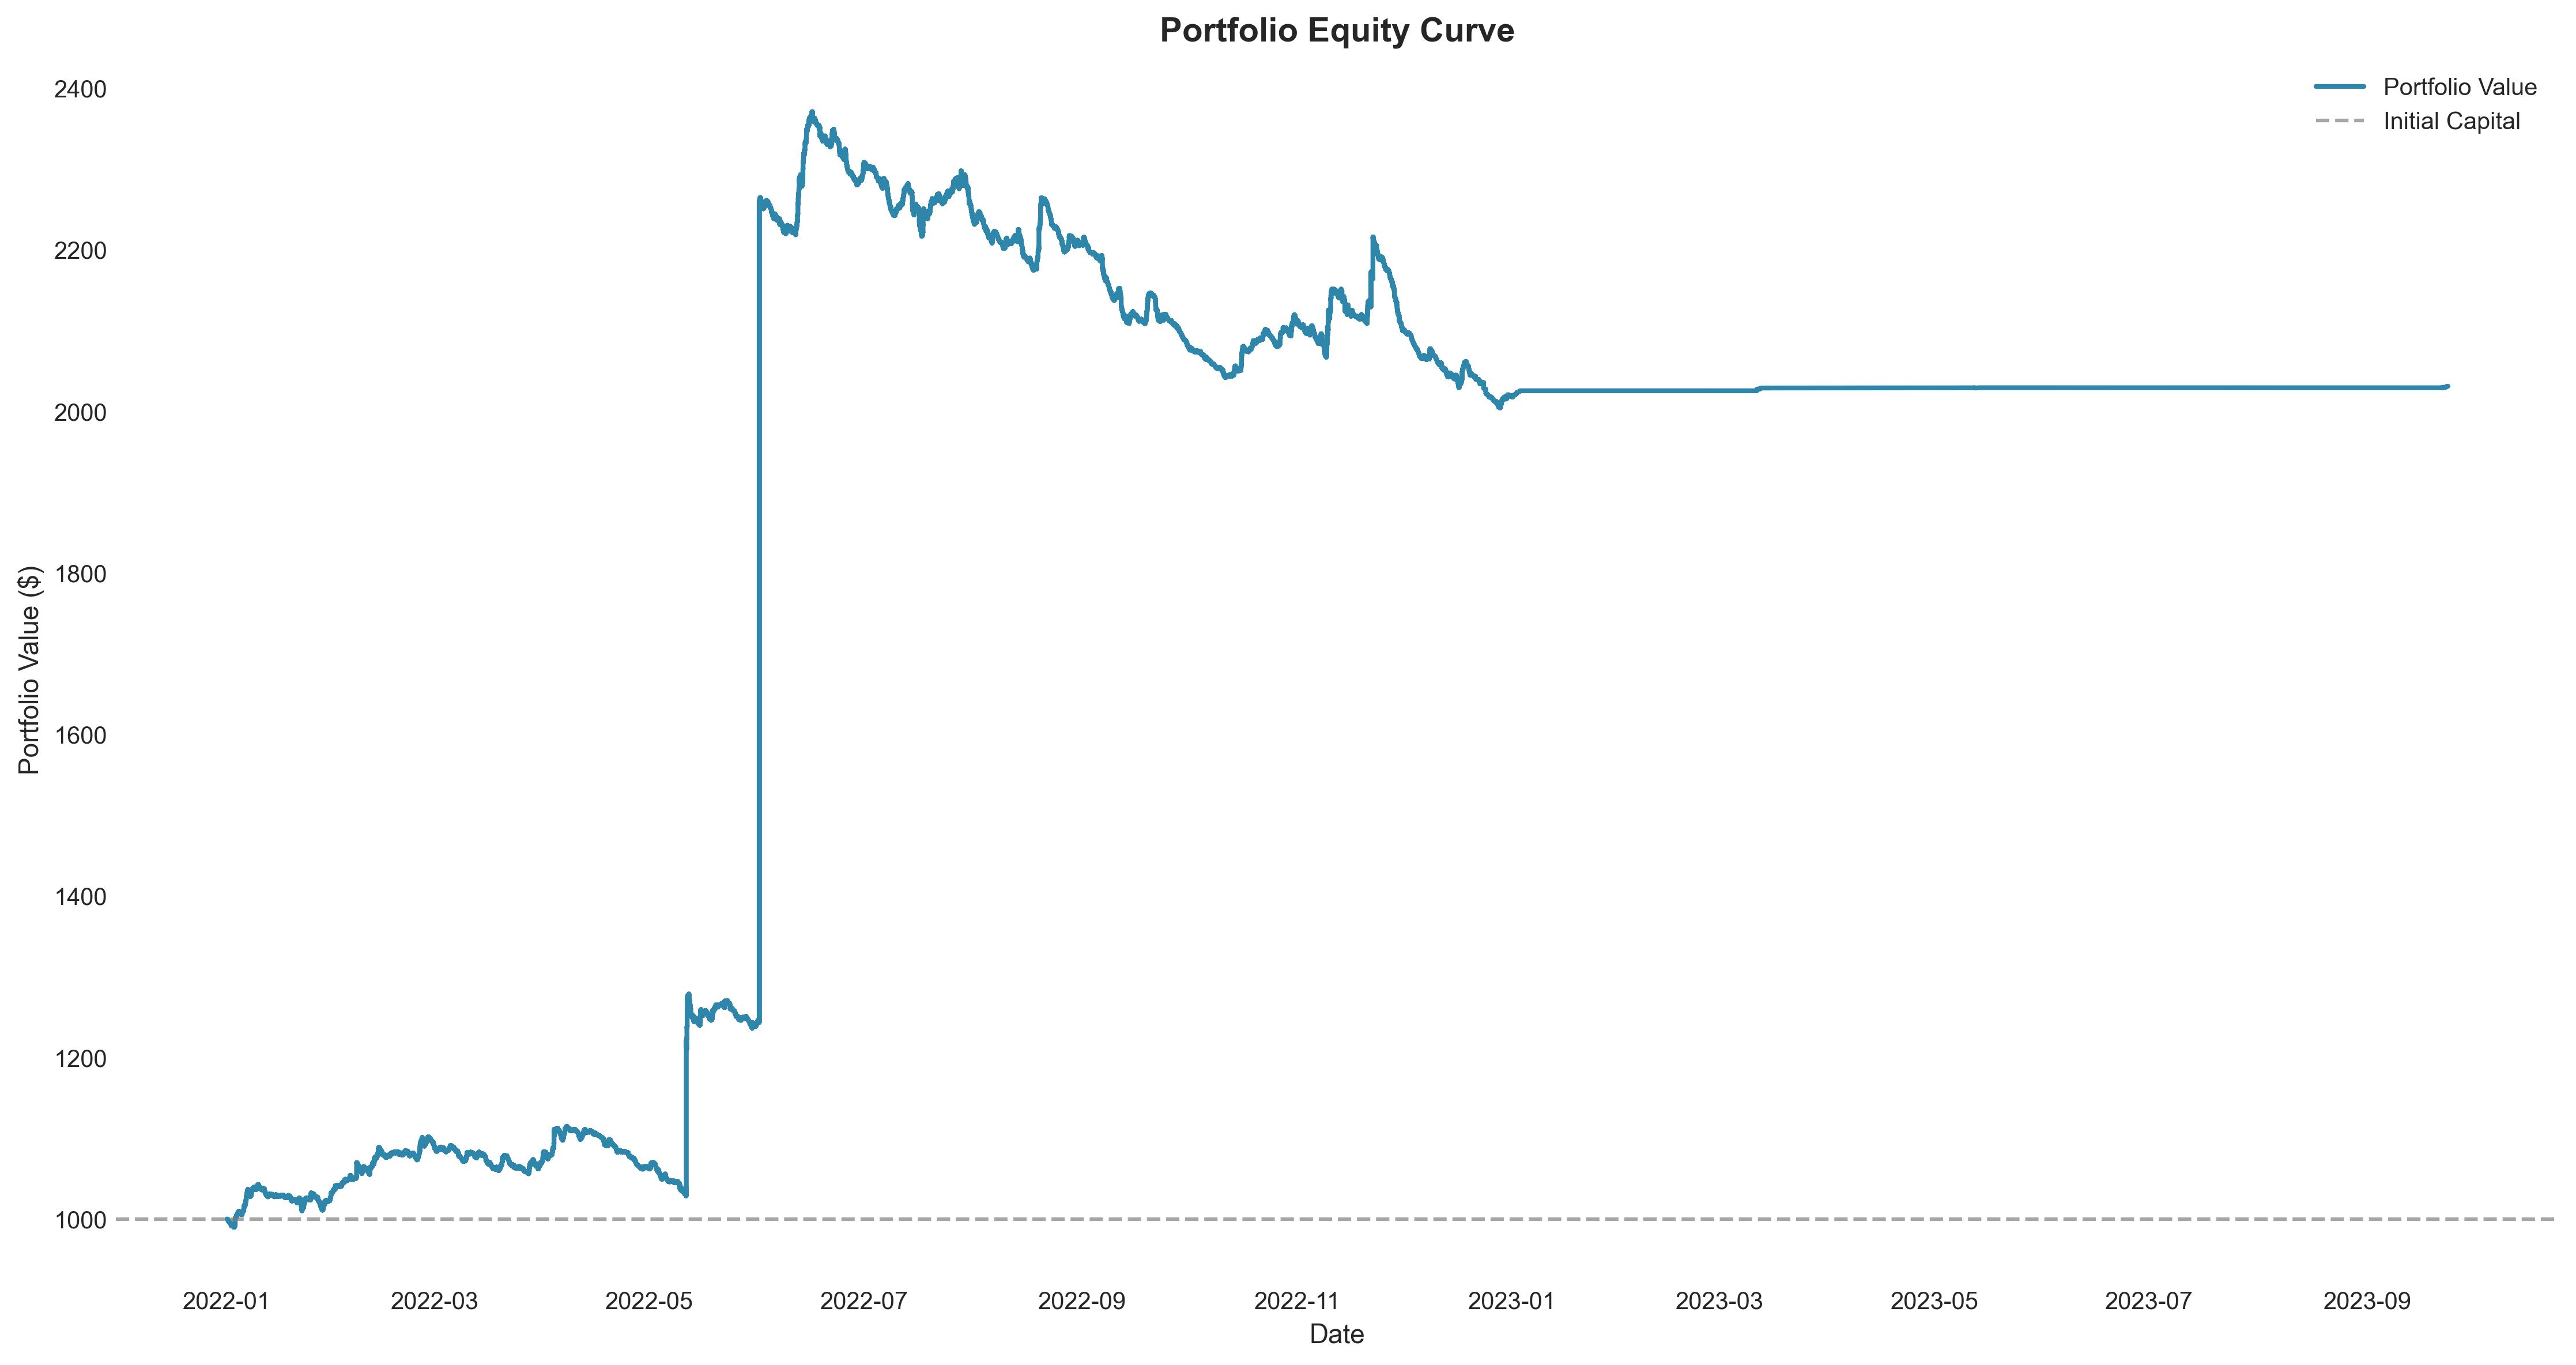 Portfolio Equity Curve
Portfolio Value
Initial Capital
2400
2200
2000
1800
1600
1400
1200
1000
Portfolio Value ($)
2022-01 2022-03 2022-05 2022-07 2022-09 2022-11 2023-01 2023-03 2023-05 2023-07 2023-09
Date